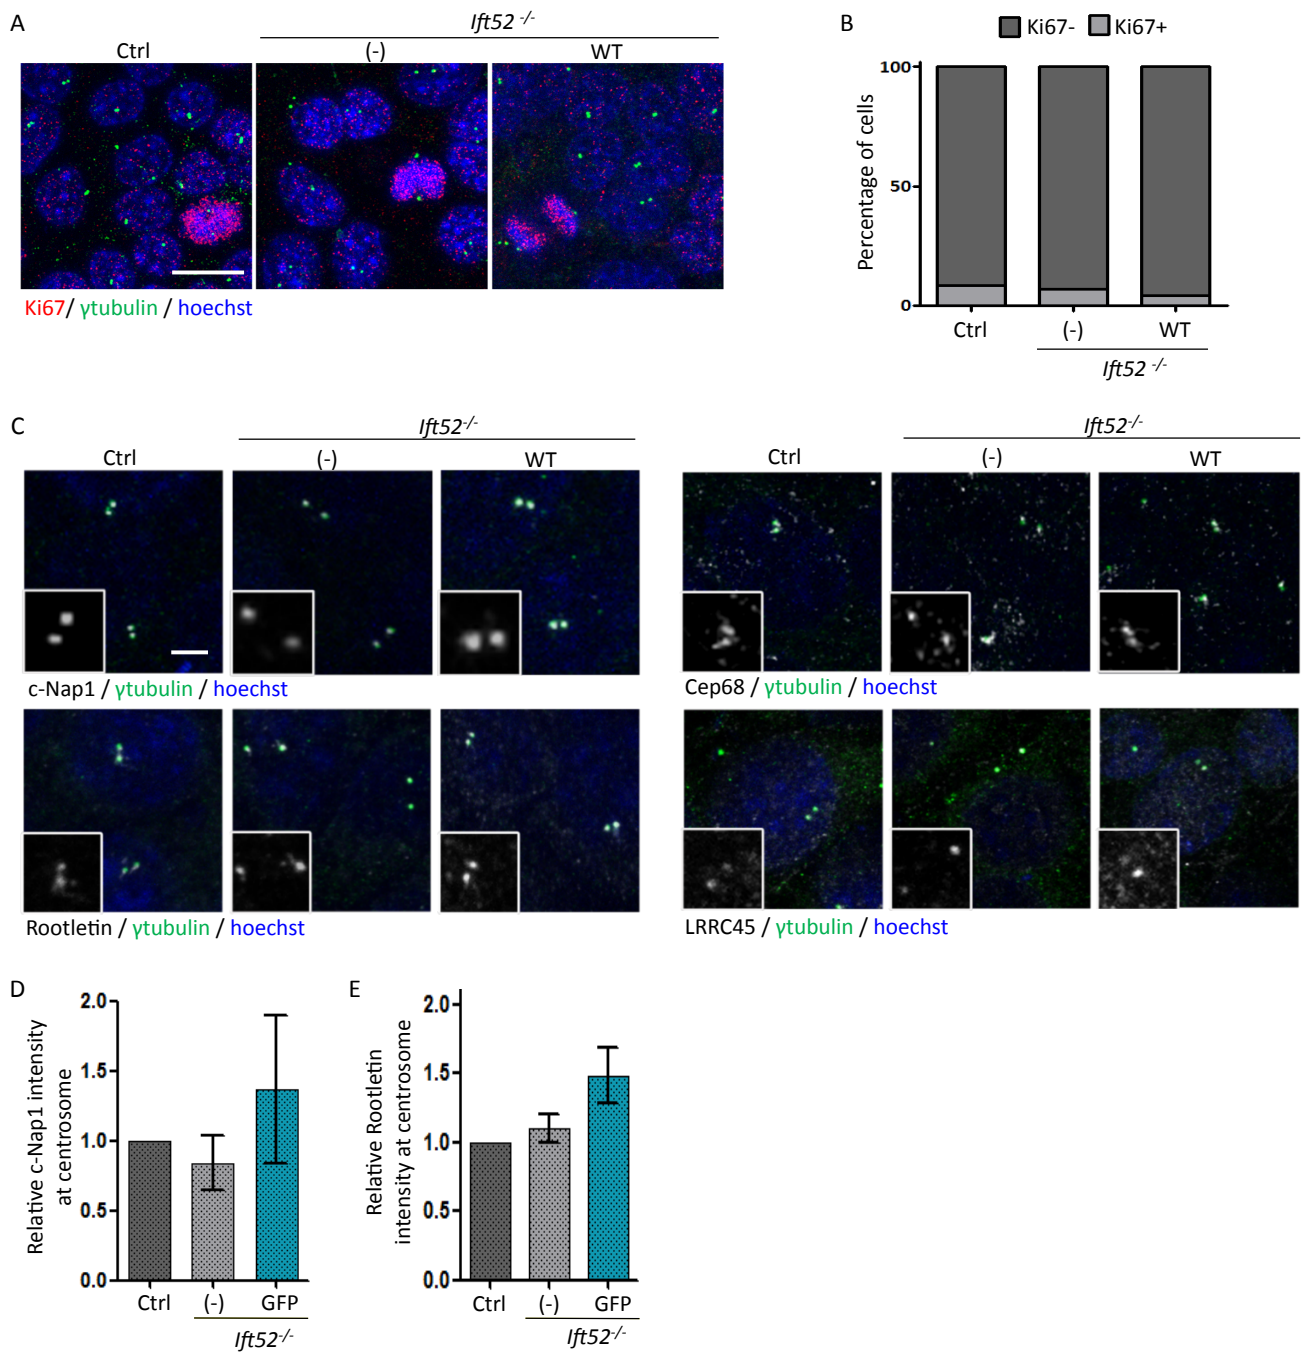 A
Ift52 -/-
Ctrl
(-)
WT
Ki67/ γtubulin / hoechst
B
Ki67- Ki67+
Percentage of cells
100
50
0
Ctrl
(-)
WT
Ift52 -/-
C
Ift52-/-
Ctrl
(-)
WT
c-Nap1 / γtubulin / hoechst
Rootletin / γtubulin / hoechst
Ift52-/-
Ctrl
(-)
WT
Cep68 / γtubulin / hoechst
LRRC45 / γtubulin / hoechst
D
Relative c-Nap1 intensity
at centrosome
2.0
1.5
1.0
0.5
0.0
Ctrl
(-)
GFP
Ift52-/-
E
Relative Rootletin
intensity at centrosome
2.0
1.5
1.0
0.5
0.0
Ctrl
(-)
GFP
Ift52-/-